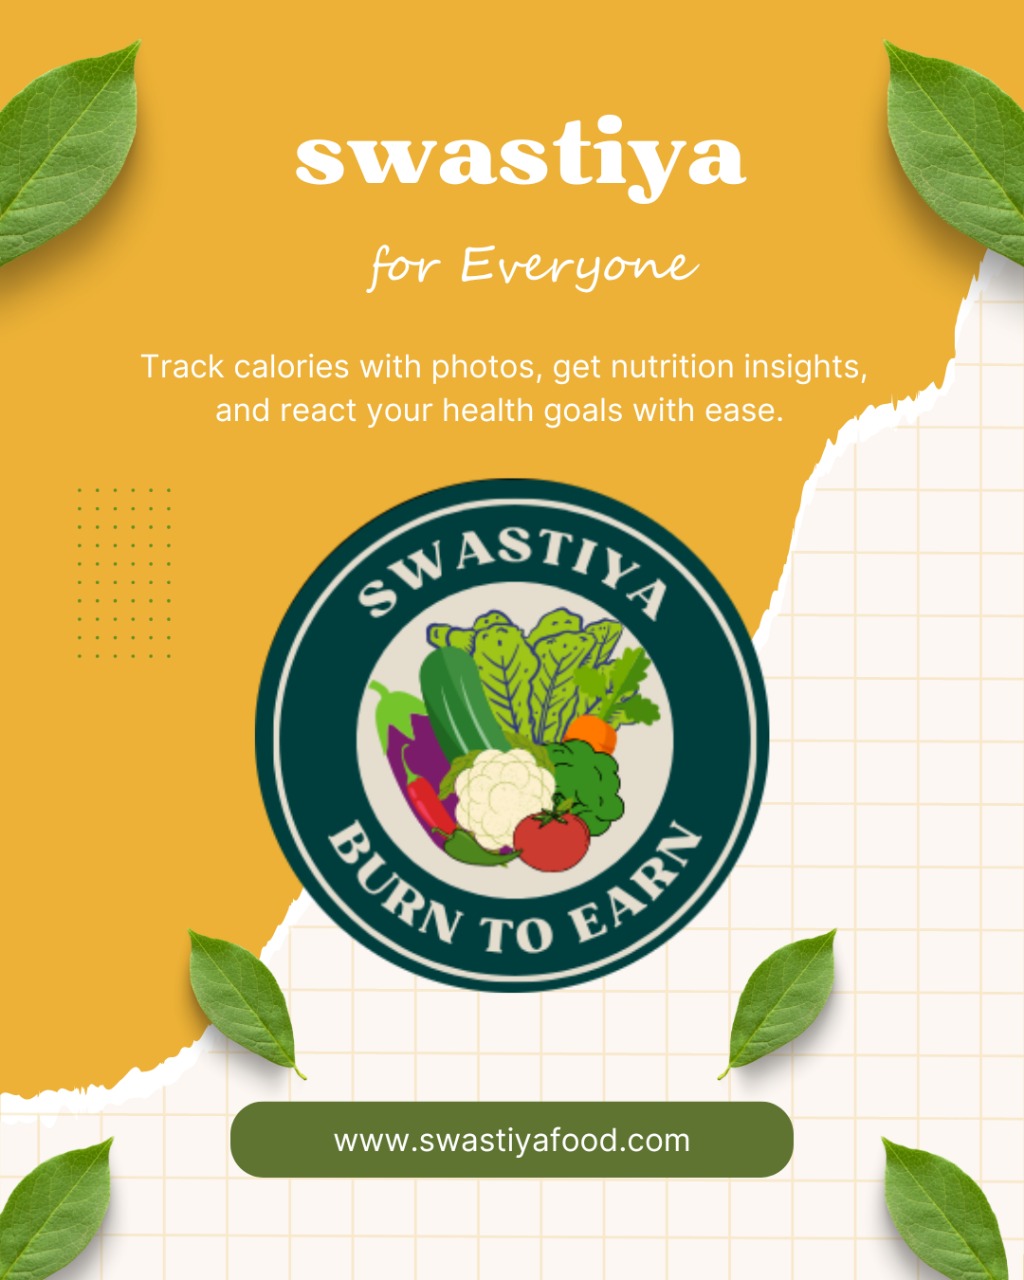 swastiya
for Everyone
Track calories with photos, get nutrition insights,
and react your health goals with ease.
SWASTIYA
BURN TO EARN
www.swastiyafood.com